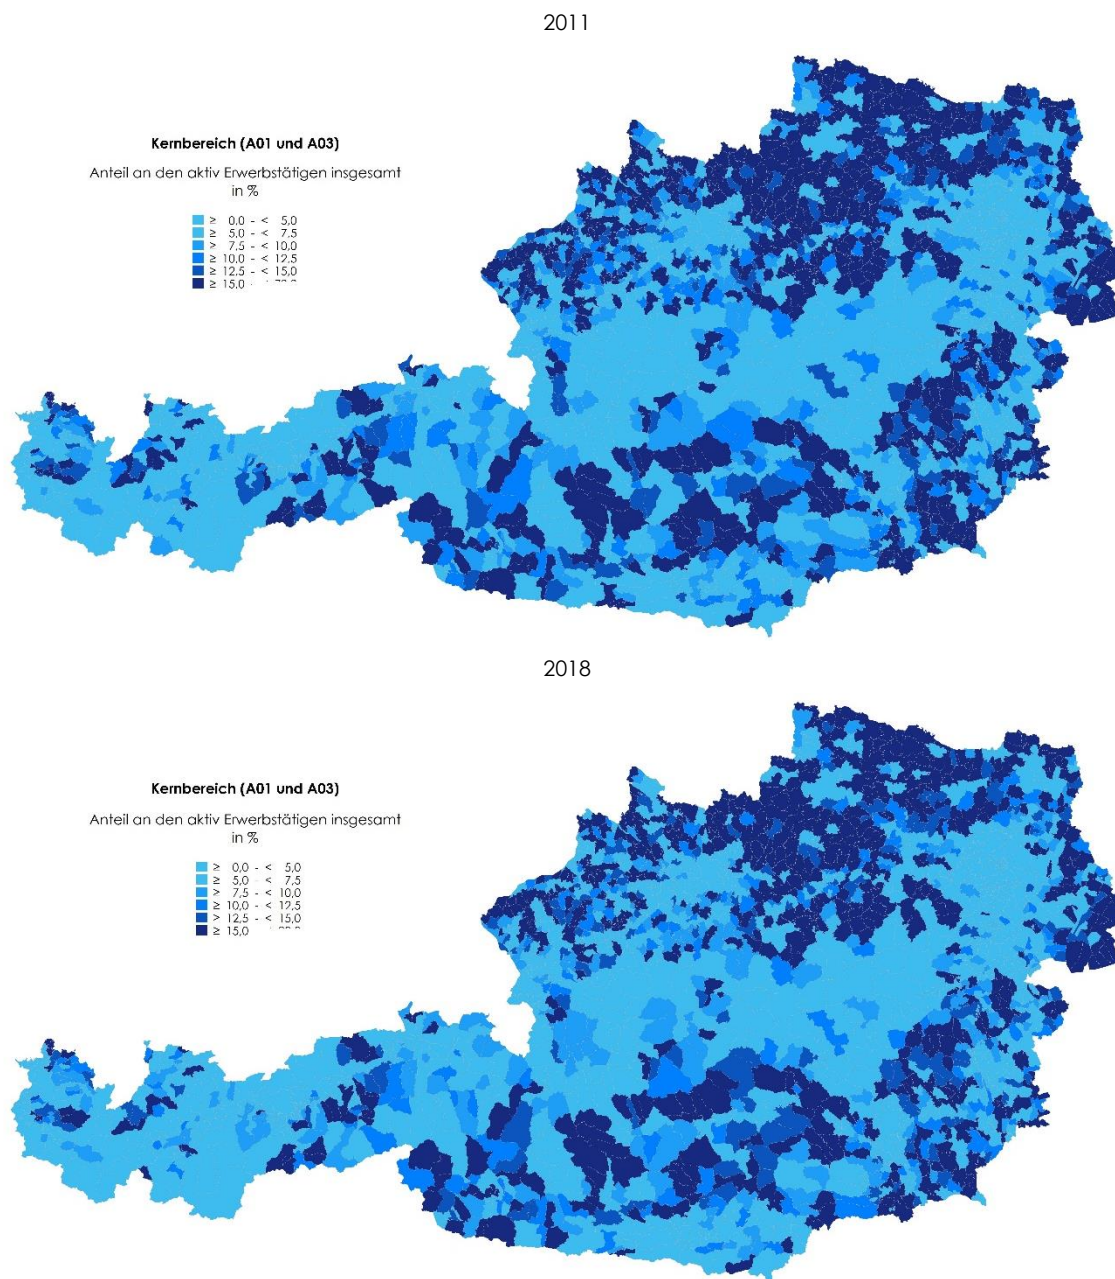 2011
Kernbereich (A01 und A03)
Anteil an den aktiv Erwerbstätigen insgesamt
in %
≥ 0,0 - < 5,0
≥ 5,0 - < 7,5
> 7,5 - < 10,0
≥ 10,0 - < 12,5
≥ 12,5 - < 15,0
≥ 15,0
2018
Kernbereich (A01 und A03)
Anteil an den aktiv Erwerbstätigen insgesamt
in %
≥ 0,0 - < 5,0
≥ 5,0 - < 7,5
> 7,5 - < 10,0
≥ 10,0 - < 12,5
> 12,5 - < 15,0
≥ 15,0